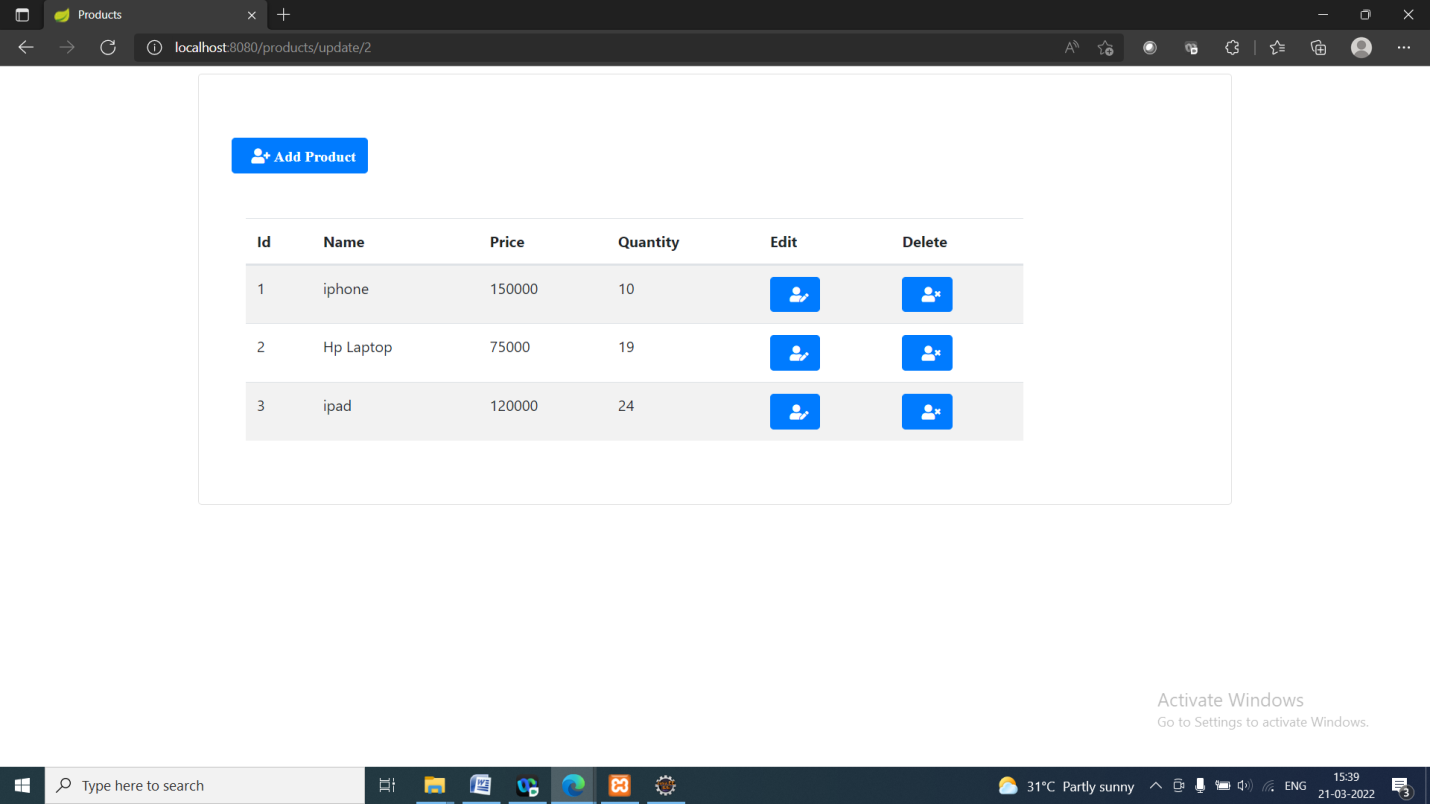 Products
localhost:8080/products/update/2
Add Product
Id Name Price Quantity Edit Delete
1 iphone 150000 10
2 Hp Laptop 75000 19
3 ipad 120000 24
Activate Windows
Go to Settings to activate Windows.
Type here to search
31°C Partly sunny
ENG
15:39
21-03-2022
3